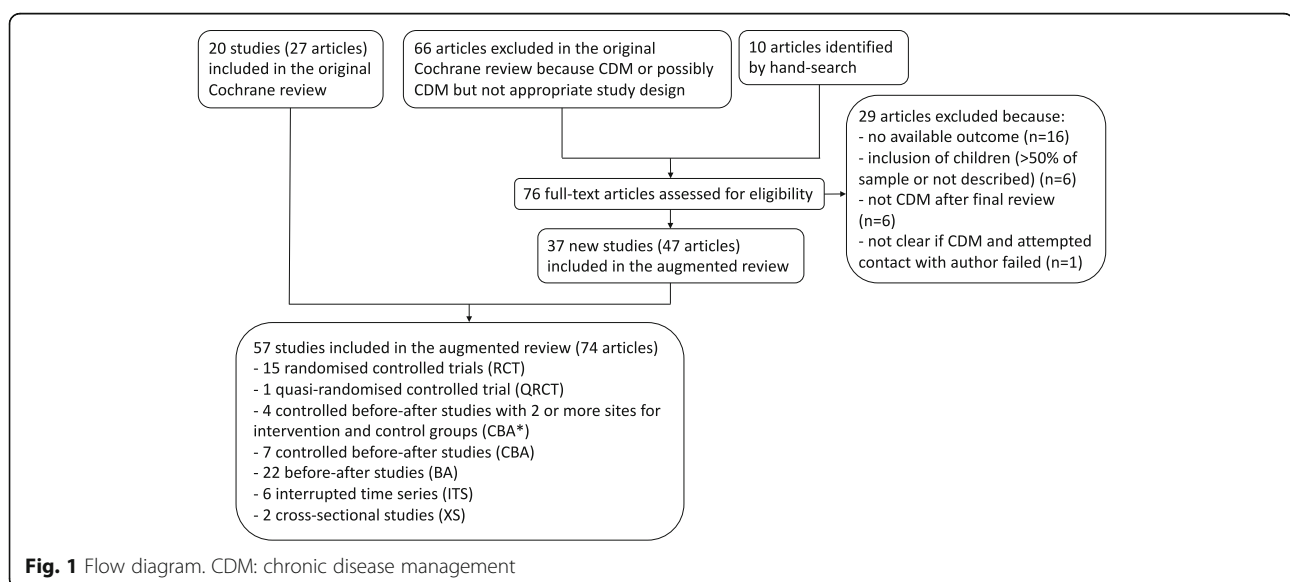 20 studies (27 articles)
included in the original
Cochrane review
66 articles excluded in the original
Cochrane review because CDM or possibly
CDM but not appropriate study design
10 articles identified
by hand-search
29 articles excluded because:
- no available outcome (n=16)
- inclusion of children (>50% of
sample or not described) (n=6)
- not CDM after final review
(n=6)
- not clear if CDM and attempted
contact with author failed (n=1)
76 full-text articles assessed for eligibility
37 new studies (47 articles)
included in the augmented review
57 studies included in the augmented review (74 articles)
- 15 randomised controlled trials (RCT)
- 1 quasi-randomised controlled trial (QRCT)
- 4 controlled before-after studies with 2 or more sites for
intervention and control groups (CBA*)
- 7 controlled before-after studies (CBA)
- 22 before-after studies (BA)
- 6 interrupted time series (ITS)
- 2 cross-sectional studies (XS)
Fig. 1 Flow diagram. CDM: chronic disease management